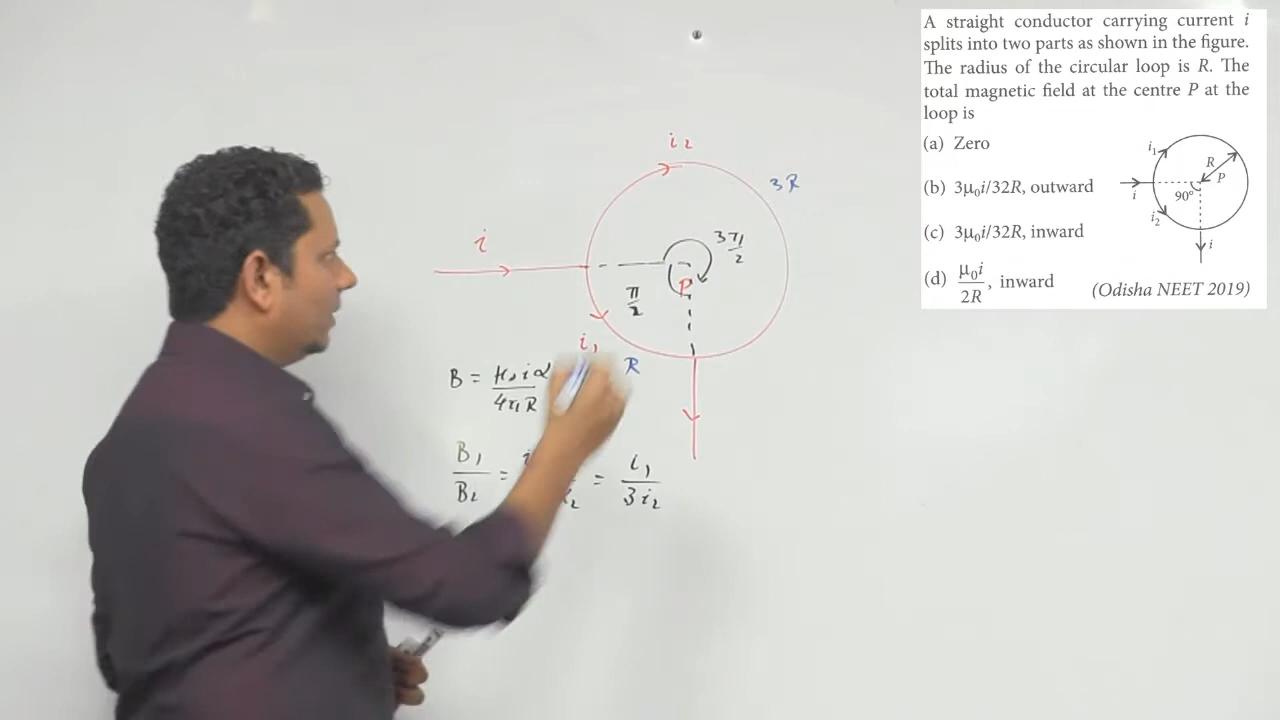 A straight conductor carrying current i
splits into two parts as shown in the figure.
The radius of the circular loop is R. The
total magnetic field at the centre P at the
loop is
(a) Zero
(b) 3μ₀i/32R, outward
(c) 3μ₀i/32R, inward
(d) μ₀i/2R, inward
(Odisha NEET 2019)
i₁
R
P
90°
i
i₂
i
i₂
3R
i
3π/2
P
π/2
i₁
R
B = μ₀iα/4πR
B₁/B₂ = = i₁/3i₂